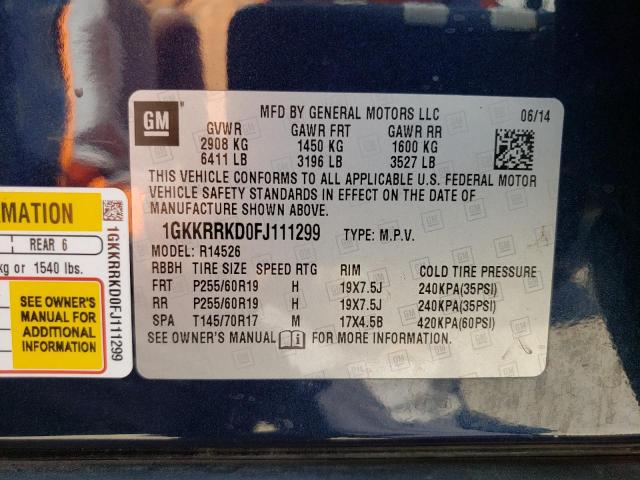 GM
MFD BY GENERAL MOTORS LLC 06/14
GVWR GAWR FRT GAWR RR
2908 KG 1450 KG 1600 KG
6411 LB 3196 LB 3527 LB
THIS VEHICLE CONFORMS TO ALL APPLICABLE U.S. FEDERAL MOTOR
VEHICLE SAFETY STANDARDS IN EFFECT ON THE DATE OF
MANUFACTURE SHOWN ABOVE.
1GKKRRKD0FJ111299 TYPE: M.P.V.
MODEL: R14526
RBBH TIRE SIZE SPEED RTG RIM COLD TIRE PRESSURE
FRT P255/60R19 H 19X7.5J 240KPA(35PSI)
RR P255/60R19 H 19X7.5J 240KPA(35PSI)
SPA T145/70R17 M 17X4.5B 420KPA(60PSI)
SEE OWNER'S MANUAL i FOR MORE INFORMATION.
REAR 6
kg or 1540 lbs.
SEE OWNER'S
MANUAL FOR
ADDITIONAL
INFORMATION
1GKKRRKD0FJ111299